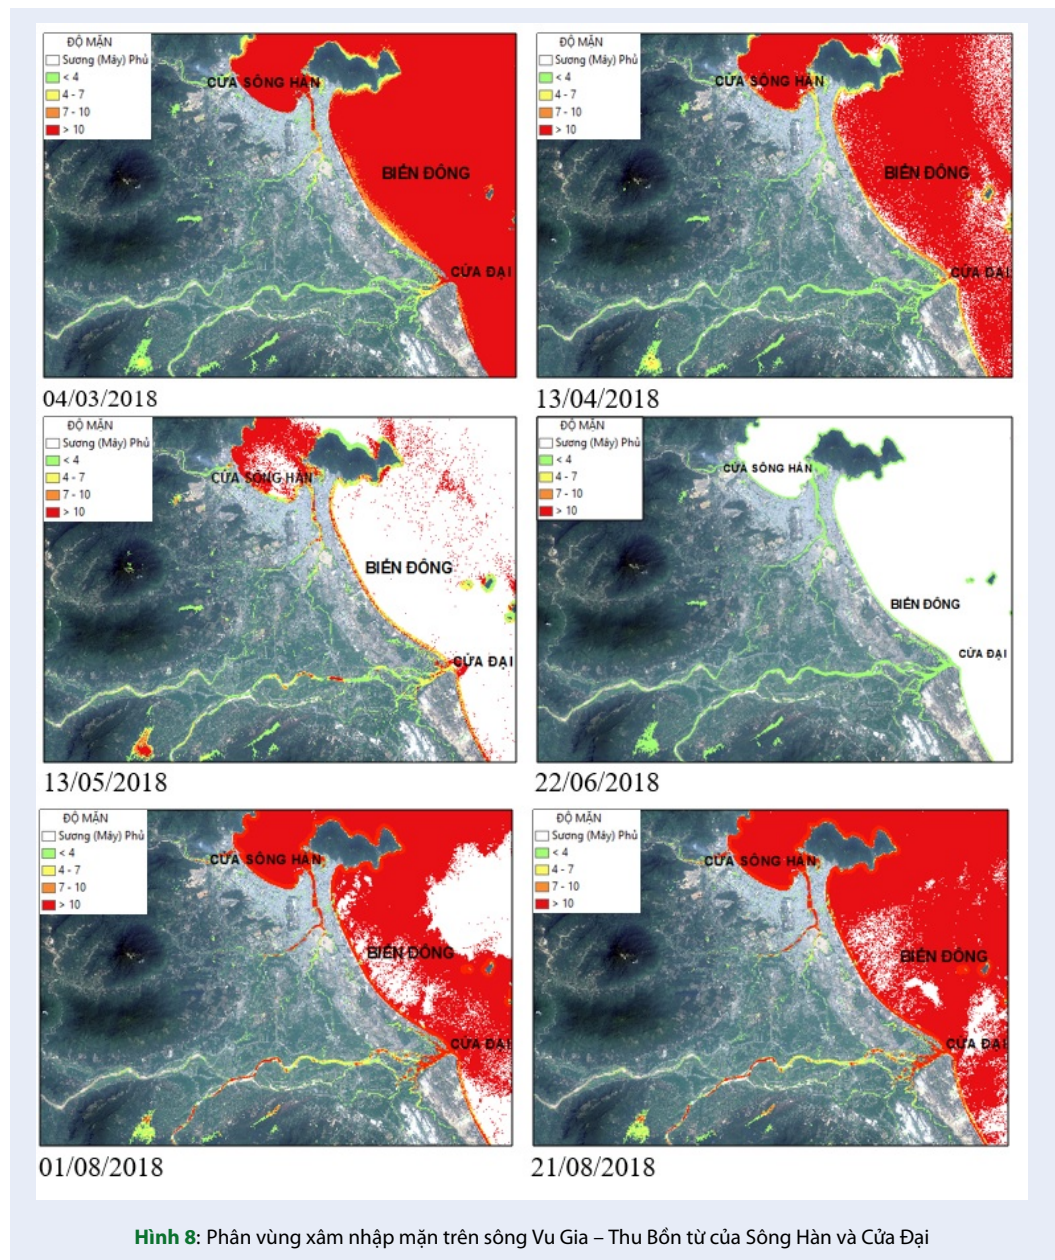 ĐỘ MẶN
Sương (Mây) Phủ
< 4
4 - 7
7 - 10
> 10
CỬA SÔNG HÀN
BIỂN ĐÔNG
CỬA ĐẠI
04/03/2018
ĐỘ MẶN
Sương (Mây) Phủ
< 4
4 - 7
7 - 10
> 10
CỬA SÔNG HÀN
BIỂN ĐÔNG
CỬA ĐẠI
13/04/2018
ĐỘ MẶN
Sương (Mây) Phủ
< 4
4 - 7
7 - 10
> 10
CỬA SÔNG HÀN
BIỂN ĐÔNG
CỬA ĐẠI
13/05/2018
ĐỘ MẶN
Sương (Mây) Phủ
< 4
4 - 7
7 - 10
> 10
CỬA SÔNG HÀN
BIỂN ĐÔNG
CỬA ĐẠI
22/06/2018
ĐỘ MẶN
Sương (Mây) Phủ
< 4
4 - 7
7 - 10
> 10
CỬA SÔNG HÀN
BIỂN ĐÔNG
CỬA ĐẠI
01/08/2018
ĐỘ MẶN
Sương (Mây) Phủ
< 4
4 - 7
7 - 10
> 10
CỬA SÔNG HÀN
BIỂN ĐÔNG
CỬA ĐẠI
21/08/2018
Hình 8: Phân vùng xâm nhập mặn trên sông Vu Gia – Thu Bồn từ của Sông Hàn và Cửa Đại